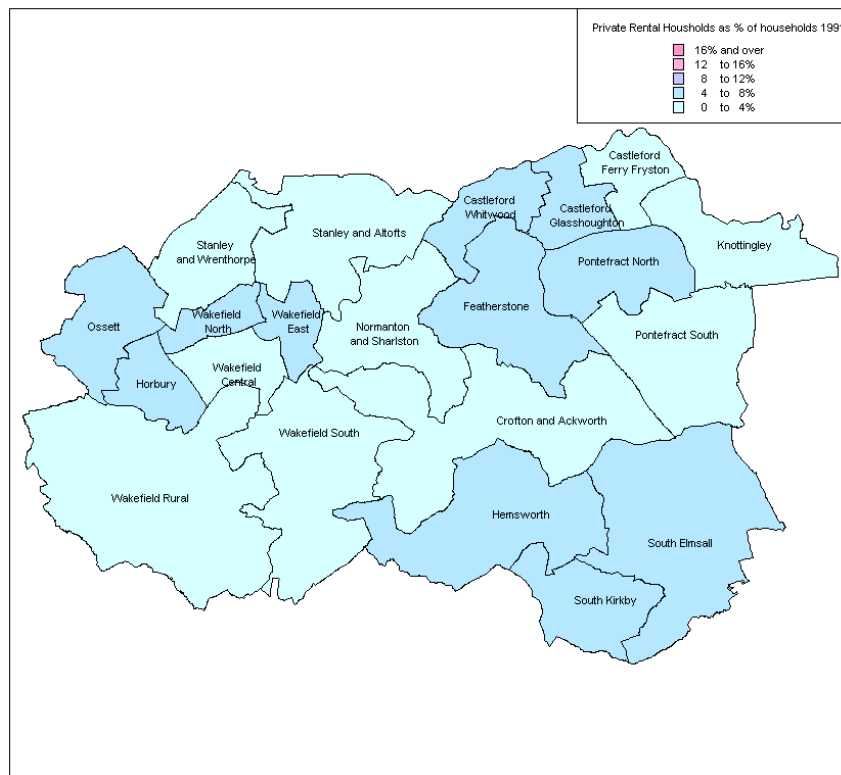 Private Rental Housholds as % of households 1991
16% and over
12 to 16%
8 to 12%
4 to 8%
0 to 4%
Castleford
Ferry Fryston
Castleford
Whitwood
Castleford
Glasshoughton
Stanley
and Wrenthorpe
Stanley and Altofts
Knottingley
Pontefract North
Ossett
Wakefield
North
Wakefield
East
Featherstone
Normanton
and Sharlston
Pontefract South
Horbury
Wakefield
Central
Wakefield South
Crofton and Ackworth
Wakefield Rural
Hemsworth
South Elmsall
South Kirkby